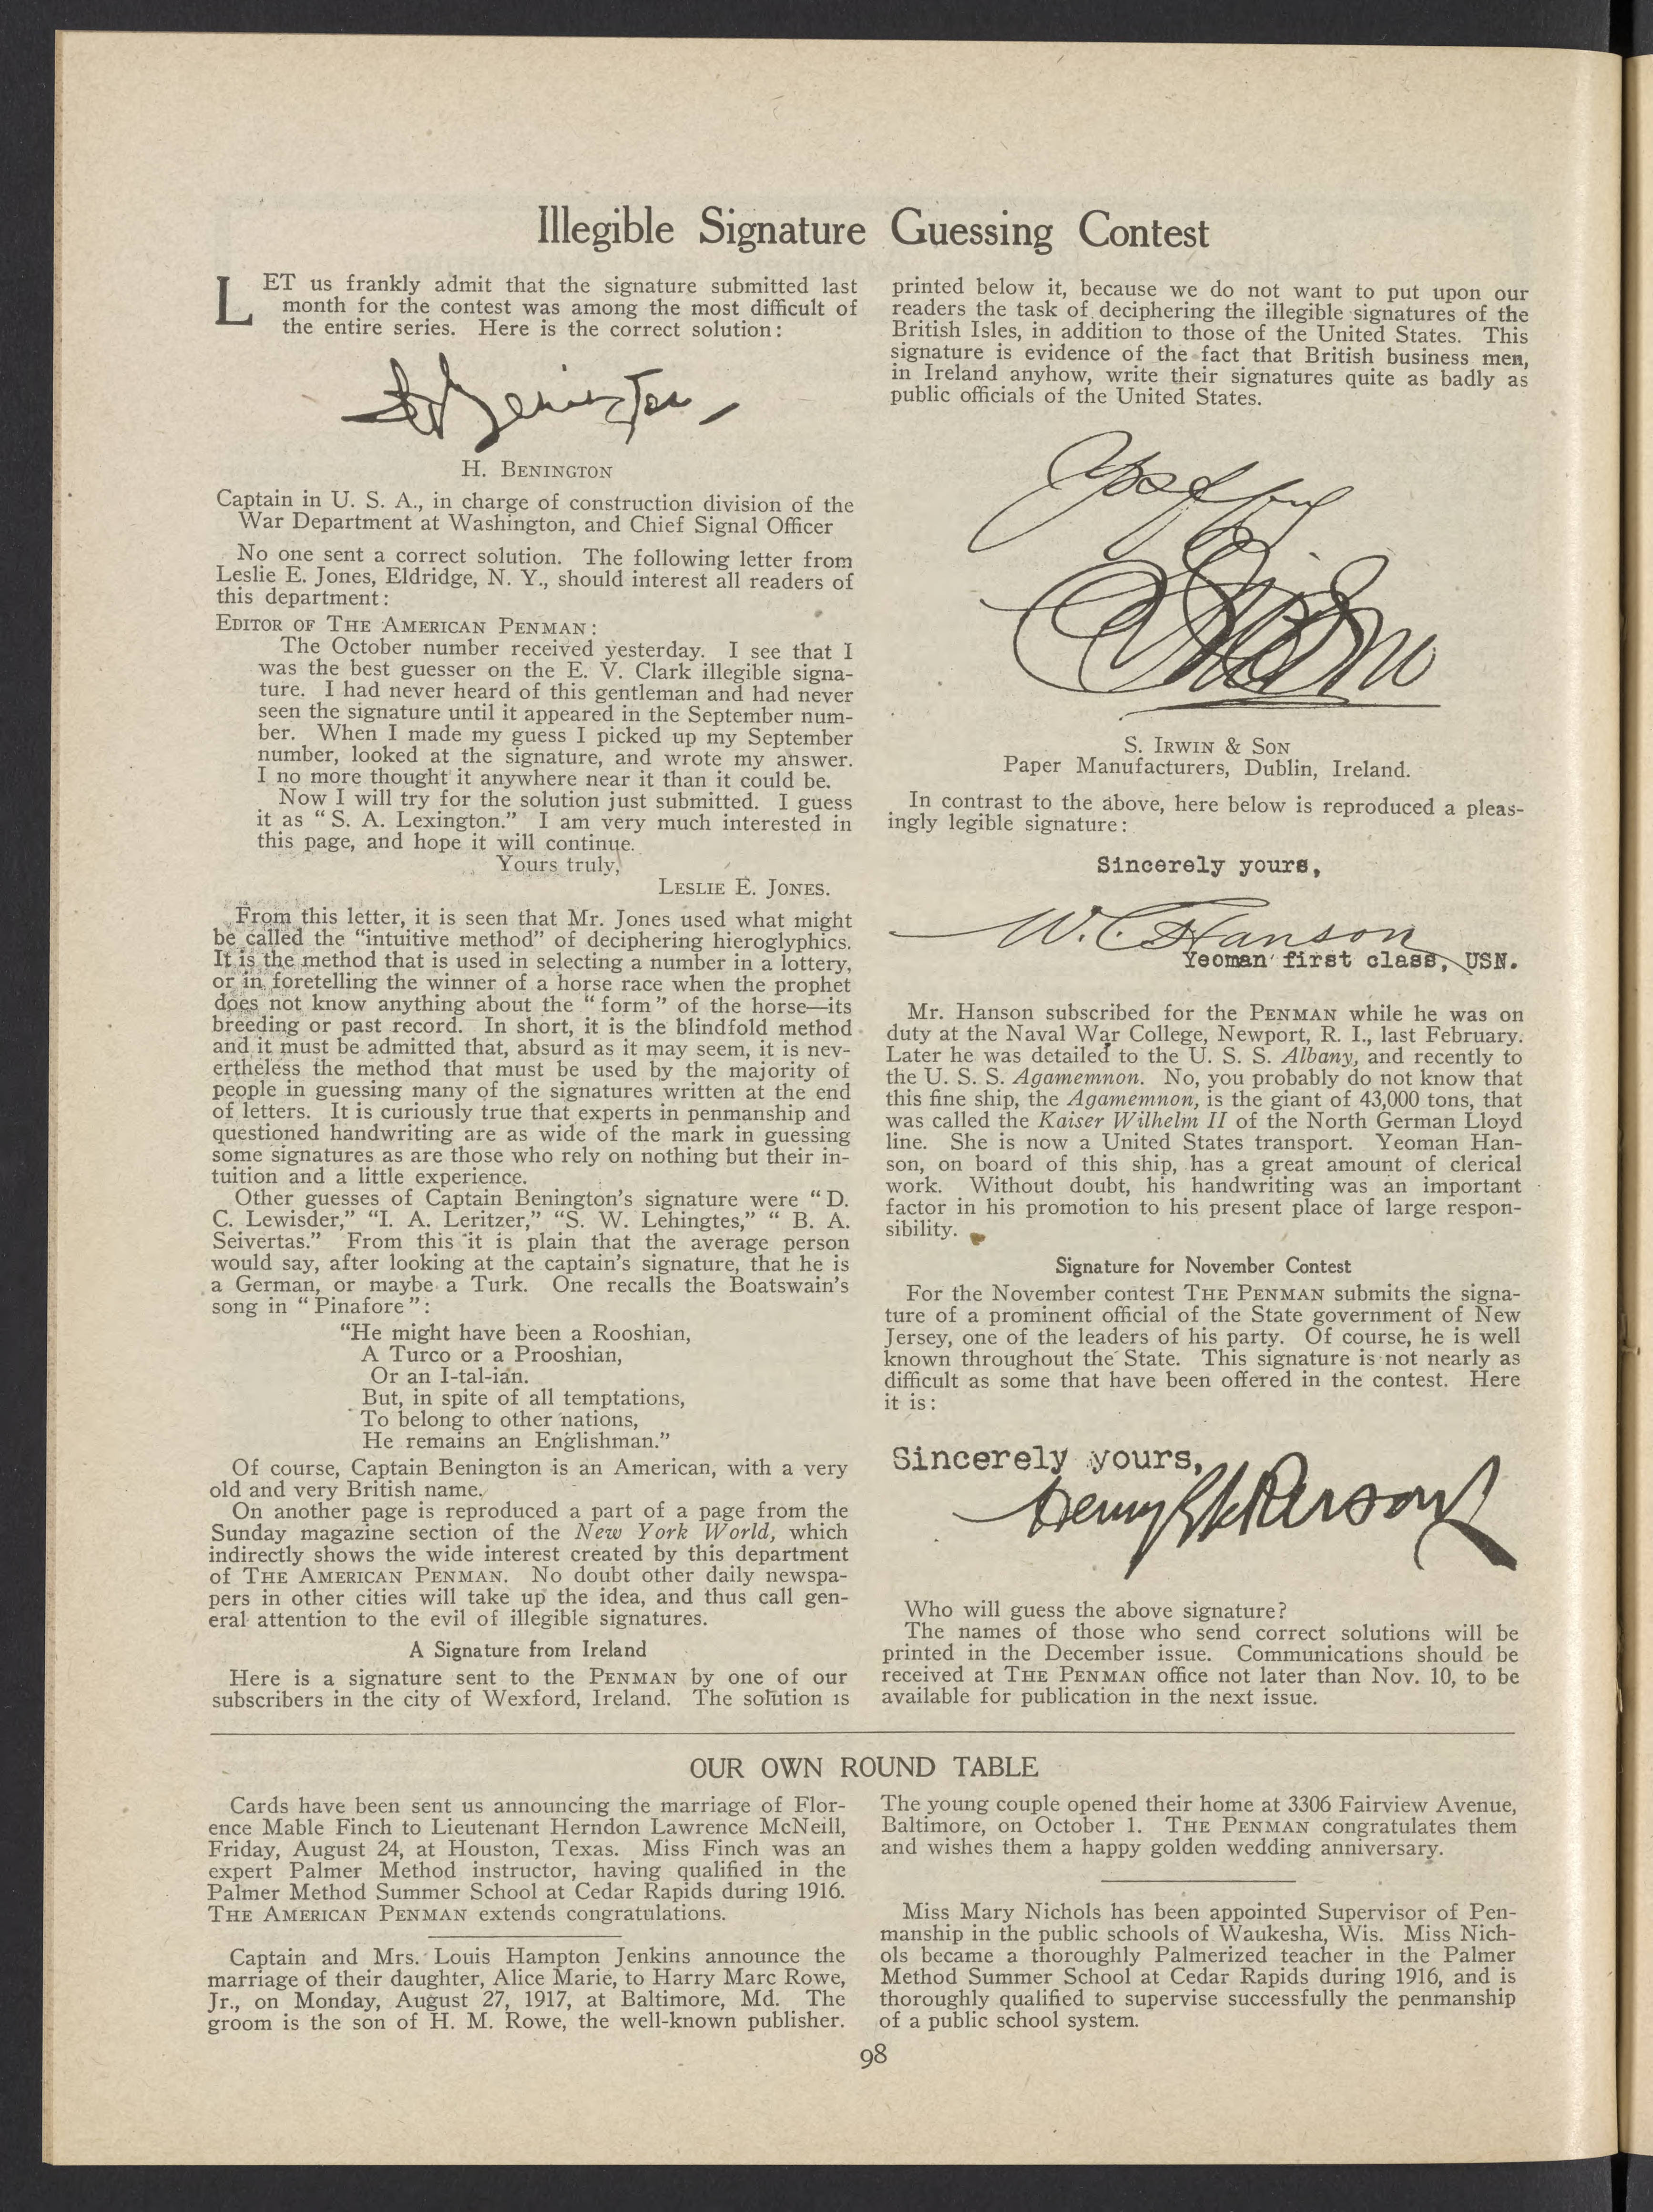 Illegible Signature Guessing Contest
LET us frankly admit that the signature submitted last
month for the contest was among the most difficult of
the entire series. Here is the correct solution:
H. BENINGTON
Captain in U. S. A., in charge of construction division of the
War Department at Washington, and Chief Signal Officer
No one sent a correct solution. The following letter from
Leslie E. Jones, Eldridge, N. Y., should interest all readers of
this department:
EDITOR OF THE AMERICAN PENMAN:
The October number received yesterday. I see that I
was the best guesser on the E. V. Clark illegible signa-
ture. I had never heard of this gentleman and had never
seen the signature until it appeared in the September num-
ber. When I made my guess I picked up my September
number, looked at the signature, and wrote my answer.
I no more thought it anywhere near it than it could be.
Now I will try for the solution just submitted. I guess
it as "S. A. Lexington." I am very much interested in
this page, and hope it will continue.
Yours truly,
LESLIE E. JONES.
From this letter, it is seen that Mr. Jones used what might
be called the "intuitive method" of deciphering hieroglyphics.
It is the method that is used in selecting a number in a lottery,
or in foretelling the winner of a horse race when the prophet
does not know anything about the "form" of the horse—its
breeding or past record. In short, it is the blindfold method
and it must be admitted that, absurd as it may seem, it is nev-
ertheless the method that must be used by the majority of
people in guessing many of the signatures written at the end
of letters. It is curiously true that experts in penmanship and
questioned handwriting are as wide of the mark in guessing
some signatures as are those who rely on nothing but their in-
tuition and a little experience.
Other guesses of Captain Benington's signature were "D.
C. Lewisder," "I. A. Leritzer," "S. W. Lehingtes," "B. A.
Seivertas." From this it is plain that the average person
would say, after looking at the captain's signature, that he is
a German, or maybe a Turk. One recalls the Boatswain's
song in "Pinafore":
"He might have been a Rooshian,
A Turco or a Prooshian,
Or an I-tal-ian.
But, in spite of all temptations,
To belong to other nations,
He remains an Englishman."
Of course, Captain Benington is an American, with a very
old and very British name.
On another page is reproduced a part of a page from the
Sunday magazine section of the New York World, which
indirectly shows the wide interest created by this department
of THE AMERICAN PENMAN. No doubt other daily newspa-
pers in other cities will take up the idea, and thus call gen-
eral attention to the evil of illegible signatures.
A Signature from Ireland
Here is a signature sent to the PENMAN by one of our
subscribers in the city of Wexford, Ireland. The solution is
printed below it, because we do not want to put upon our
readers the task of deciphering the illegible signatures of the
British Isles, in addition to those of the United States. This
signature is evidence of the fact that British business men,
in Ireland anyhow, write their signatures quite as badly as
public officials of the United States.
S. IRWIN & SON
Paper Manufacturers, Dublin, Ireland.
In contrast to the above, here below is reproduced a pleas-
ingly legible signature:
Sincerely yours,
W. C. Hanson
Yeoman first class, USN.
Mr. Hanson subscribed for the PENMAN while he was on
duty at the Naval War College, Newport, R. I., last February.
Later he was detailed to the U. S. S. Albany, and recently to
the U. S. S. Agamemnon. No, you probably do not know that
this fine ship, the Agamemnon, is the giant of 43,000 tons, that
was called the Kaiser Wilhelm II of the North German Lloyd
line. She is now a United States transport. Yeoman Han-
son, on board of this ship, has a great amount of clerical
work. Without doubt, his handwriting was an important
factor in his promotion to his present place of large respon-
sibility.
Signature for November Contest
For the November contest THE PENMAN submits the signa-
ture of a prominent official of the State government of New
Jersey, one of the leaders of his party. Of course, he is well
known throughout the State. This signature is not nearly as
difficult as some that have been offered in the contest. Here
it is:
Sincerely yours,
Who will guess the above signature?
The names of those who send correct solutions will be
printed in the December issue. Communications should be
received at THE PENMAN office not later than Nov. 10, to be
available for publication in the next issue.
OUR OWN ROUND TABLE
Cards have been sent us announcing the marriage of Flor-
ence Mable Finch to Lieutenant Herndon Lawrence McNeill,
Friday, August 24, at Houston, Texas. Miss Finch was an
expert Palmer Method instructor, having qualified in the
Palmer Method Summer School at Cedar Rapids during 1916.
THE AMERICAN PENMAN extends congratulations.
Captain and Mrs. Louis Hampton Jenkins announce the
marriage of their daughter, Alice Marie, to Harry Marc Rowe,
Jr., on Monday, August 27, 1917, at Baltimore, Md. The
groom is the son of H. M. Rowe, the well-known publisher.
The young couple opened their home at 3306 Fairview Avenue,
Baltimore, on October 1. THE PENMAN congratulates them
and wishes them a happy golden wedding anniversary.
Miss Mary Nichols has been appointed Supervisor of Pen-
manship in the public schools of Waukesha, Wis. Miss Nich-
ols became a thoroughly Palmerized teacher in the Palmer
Method Summer School at Cedar Rapids during 1916, and is
thoroughly qualified to supervise successfully the penmanship
of a public school system.
98